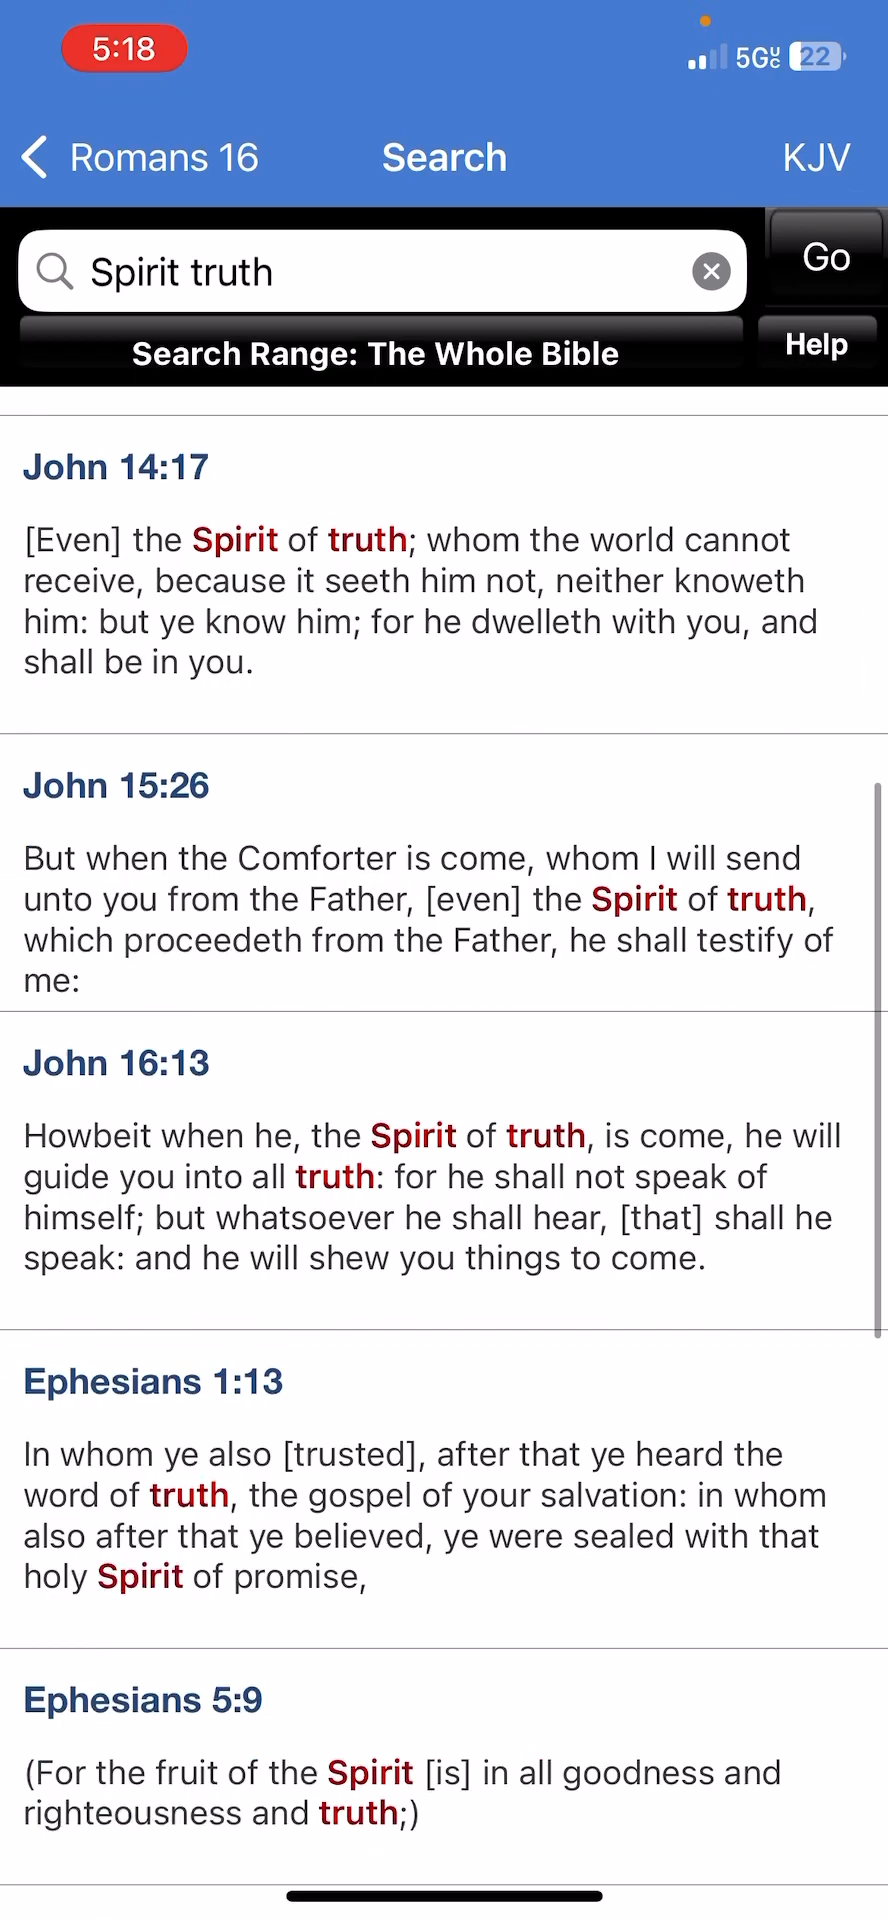 5:18
5G UC 22
Romans 16 Search KJV
Spirit truth
Go
Search Range: The Whole Bible
Help
John 14:17
[Even] the Spirit of truth; whom the world cannot
receive, because it seeth him not, neither knoweth
him: but ye know him; for he dwelleth with you, and
shall be in you.
John 15:26
But when the Comforter is come, whom I will send
unto you from the Father, [even] the Spirit of truth,
which proceedeth from the Father, he shall testify of
me:
John 16:13
Howbeit when he, the Spirit of truth, is come, he will
guide you into all truth: for he shall not speak of
himself; but whatsoever he shall hear, [that] shall he
speak: and he will shew you things to come.
Ephesians 1:13
In whom ye also [trusted], after that ye heard the
word of truth, the gospel of your salvation: in whom
also after that ye believed, ye were sealed with that
holy Spirit of promise,
Ephesians 5:9
(For the fruit of the Spirit [is] in all goodness and
righteousness and truth;)